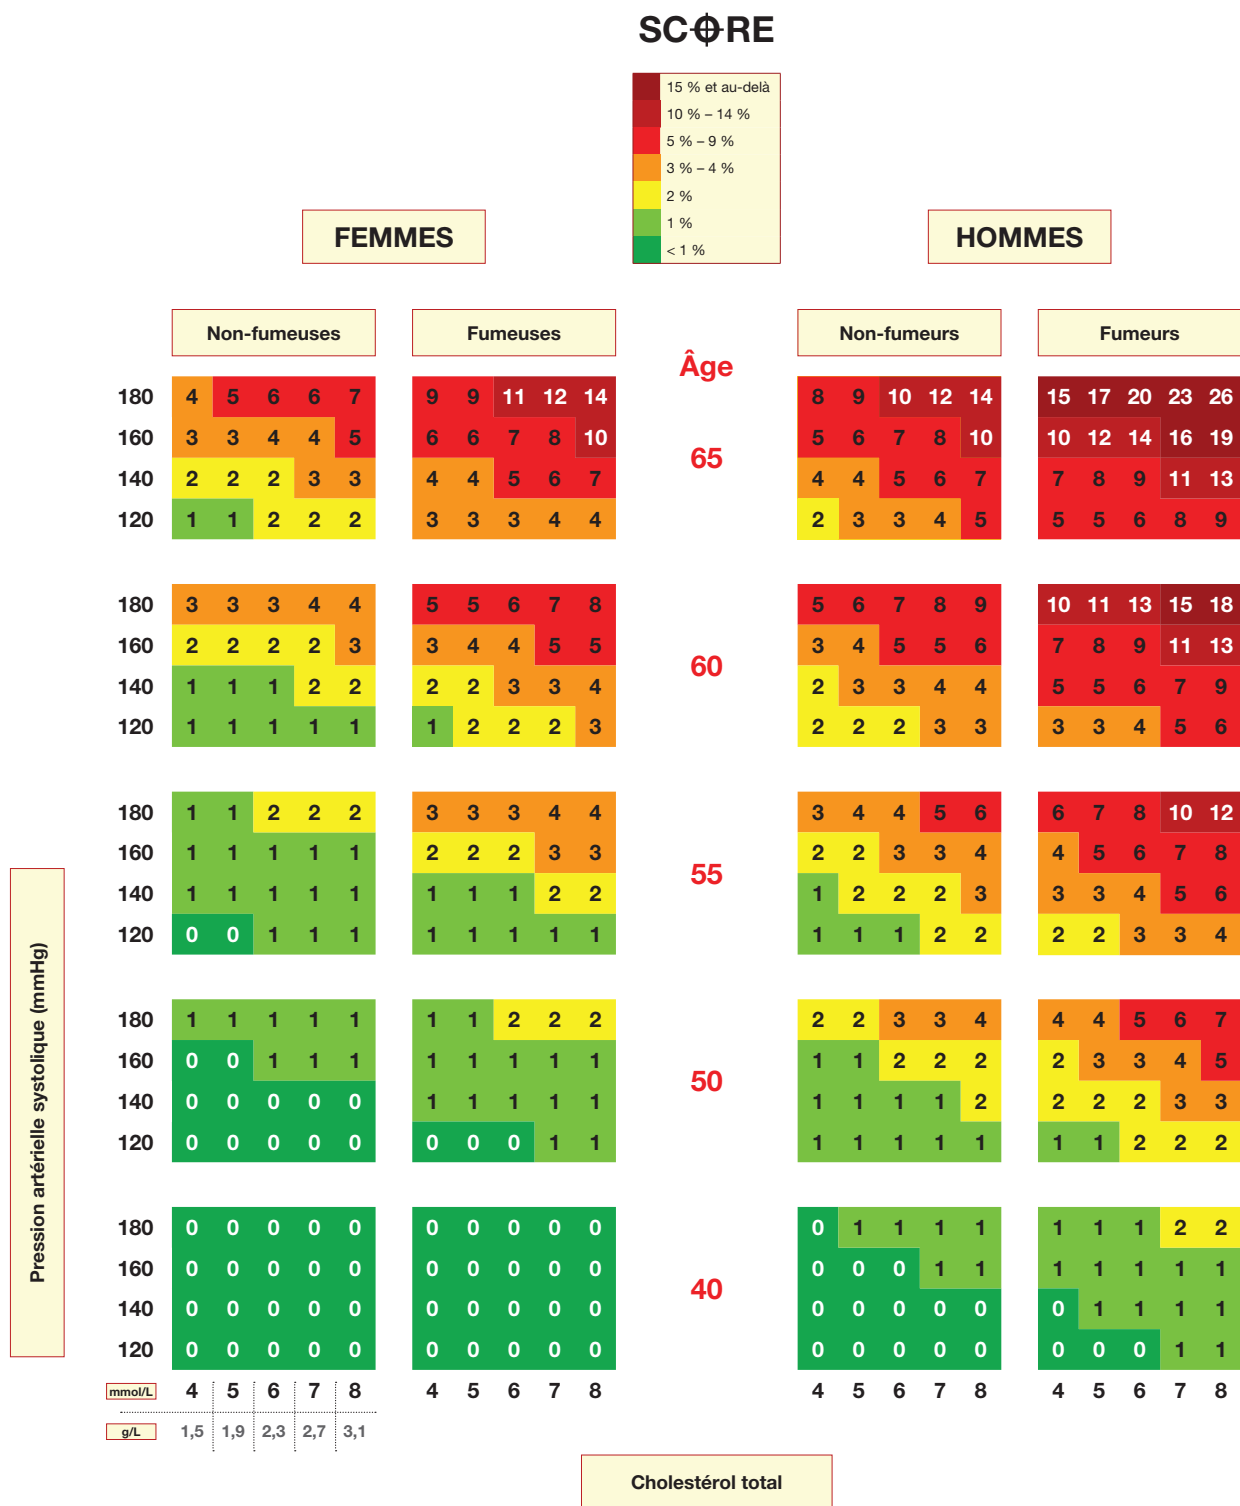 SCORE
15 % et au-delà
10 % – 14 %
5 % – 9 %
3 % – 4 %
2 %
1 %
< 1 %
FEMMES
HOMMES
Non-fumeuses
Fumeuses
Âge
Non-fumeurs
Fumeurs
180 4 5 6 6 7 9 9 11 12 14 8 9 10 12 14 15 17 20 23 26
160 3 3 4 4 5 6 6 7 8 10 5 6 7 8 10 10 12 14 16 19
65
140 2 2 2 3 3 4 4 5 6 7 4 4 5 6 7 7 8 9 11 13
120 1 1 2 2 2 3 3 3 4 4 2 3 3 4 5 5 5 6 8 9
180 3 3 3 4 4 5 5 6 7 8 5 6 7 8 9 10 11 13 15 18
160 2 2 2 2 3 3 4 4 5 5 3 4 5 5 6 7 8 9 11 13
60
140 1 1 1 2 2 2 2 3 3 4 2 3 3 4 4 5 5 6 7 9
120 1 1 1 1 1 1 2 2 2 3 2 2 2 3 3 3 3 4 5 6
180 1 1 2 2 2 3 3 3 4 4 3 4 4 5 6 6 7 8 10 12
160 1 1 1 1 1 2 2 2 3 3 2 2 3 3 4 4 5 6 7 8
55
140 1 1 1 1 1 1 1 1 2 2 1 2 2 2 3 3 3 4 5 6
120 0 0 1 1 1 1 1 1 1 1 1 1 1 2 2 2 2 3 3 4
180 1 1 1 1 1 1 1 2 2 2 2 2 3 3 4 4 4 5 6 7
160 0 0 1 1 1 1 1 1 1 1 1 1 2 2 2 2 3 3 4 5
50
140 0 0 0 0 0 1 1 1 1 1 1 1 1 1 2 2 2 2 3 3
120 0 0 0 0 0 0 0 0 1 1 1 1 1 1 1 1 1 2 2 2
180 0 0 0 0 0 0 0 0 0 0 0 1 1 1 1 1 1 1 2 2
160 0 0 0 0 0 0 0 0 0 0 0 0 0 1 1 1 1 1 1 1
40
140 0 0 0 0 0 0 0 0 0 0 0 0 0 0 0 0 1 1 1 1
120 0 0 0 0 0 0 0 0 0 0 0 0 0 0 0 0 0 0 1 1
mmol/L 4 5 6 7 8 4 5 6 7 8 4 5 6 7 8 4 5 6 7 8
g/L 1,5 1,9 2,3 2,7 3,1
Pression artérielle systolique (mmHg)
Cholestérol total